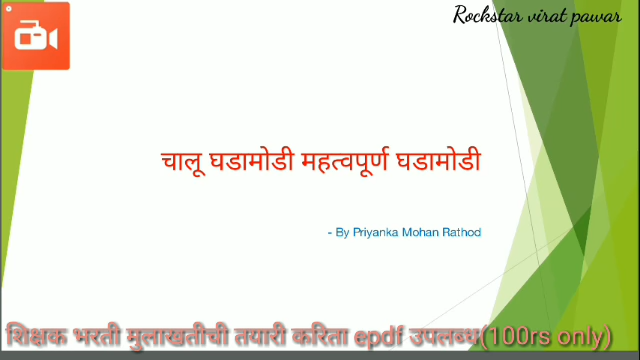 Rockstar virat pawar
चालू घडामोडी महत्वपूर्ण घडामोडी
- By Priyanka Mohan Rathod
शिक्षक भरती मुलाखतीची तयारी करिता epdf उपलब्ध(100rs only)